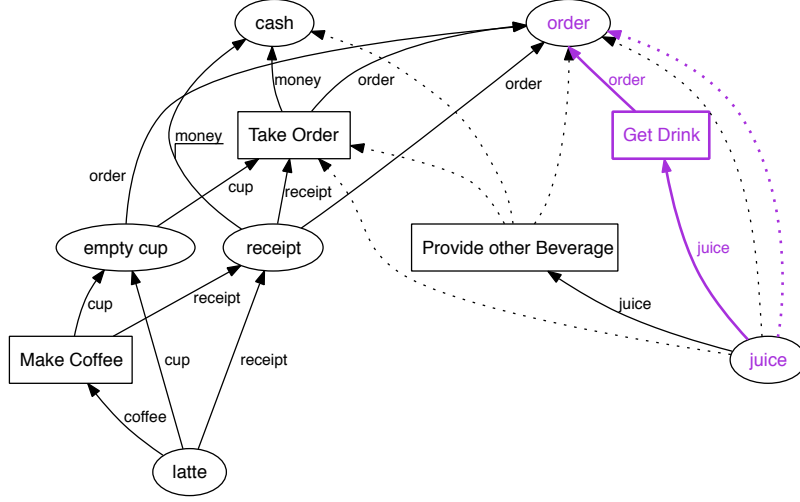 cash
order
money
order
order
order
money
Take Order
Get Drink
order
cup
receipt
empty cup
receipt
Provide other Beverage
juice
cup
receipt
juice
Make Coffee
cup
receipt
juice
coffee
latte